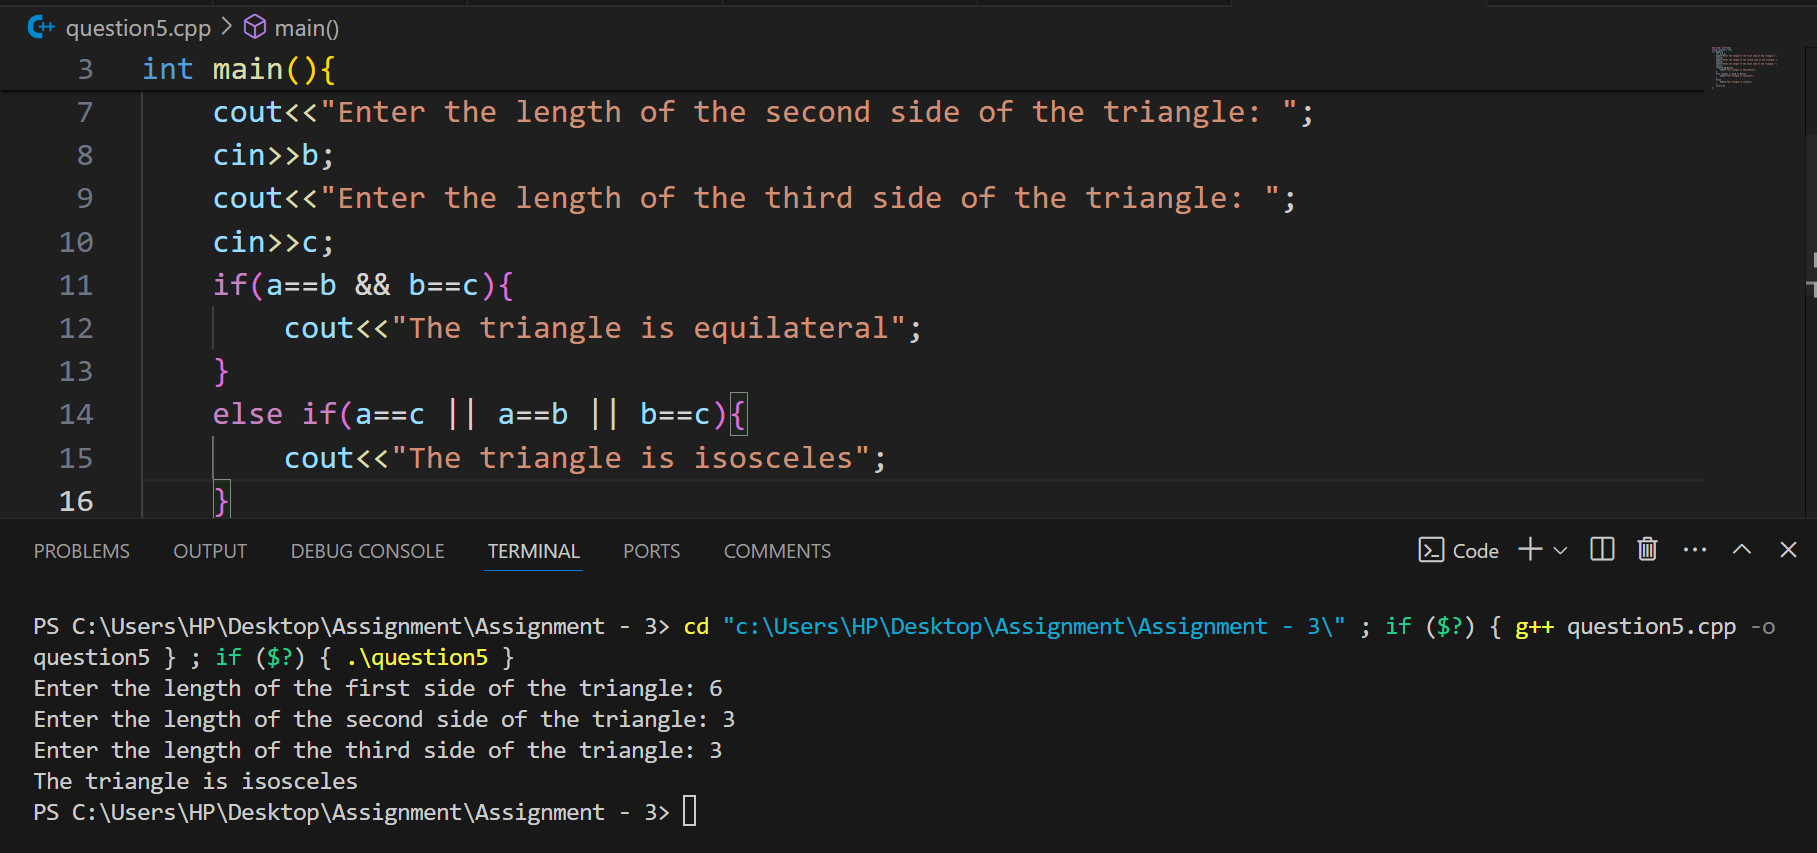 question5.cpp > main()
3 int main(){
7 cout<<"Enter the length of the second side of the triangle: ";
8 cin>>b;
9 cout<<"Enter the length of the third side of the triangle: ";
10 cin>>c;
11 if(a==b && b==c){
12 cout<<"The triangle is equilateral";
13 }
14 else if(a==c || a==b || b==c){
15 cout<<"The triangle is isosceles";
16 }
PROBLEMS OUTPUT DEBUG CONSOLE TERMINAL PORTS COMMENTS Code
PS C:\Users\HP\Desktop\Assignment\Assignment - 3> cd "c:\Users\HP\Desktop\Assignment\Assignment - 3\" ; if ($?) { g++ question5.cpp -o
question5 } ; if ($?) { .\question5 }
Enter the length of the first side of the triangle: 6
Enter the length of the second side of the triangle: 3
Enter the length of the third side of the triangle: 3
The triangle is isosceles
PS C:\Users\HP\Desktop\Assignment\Assignment - 3>